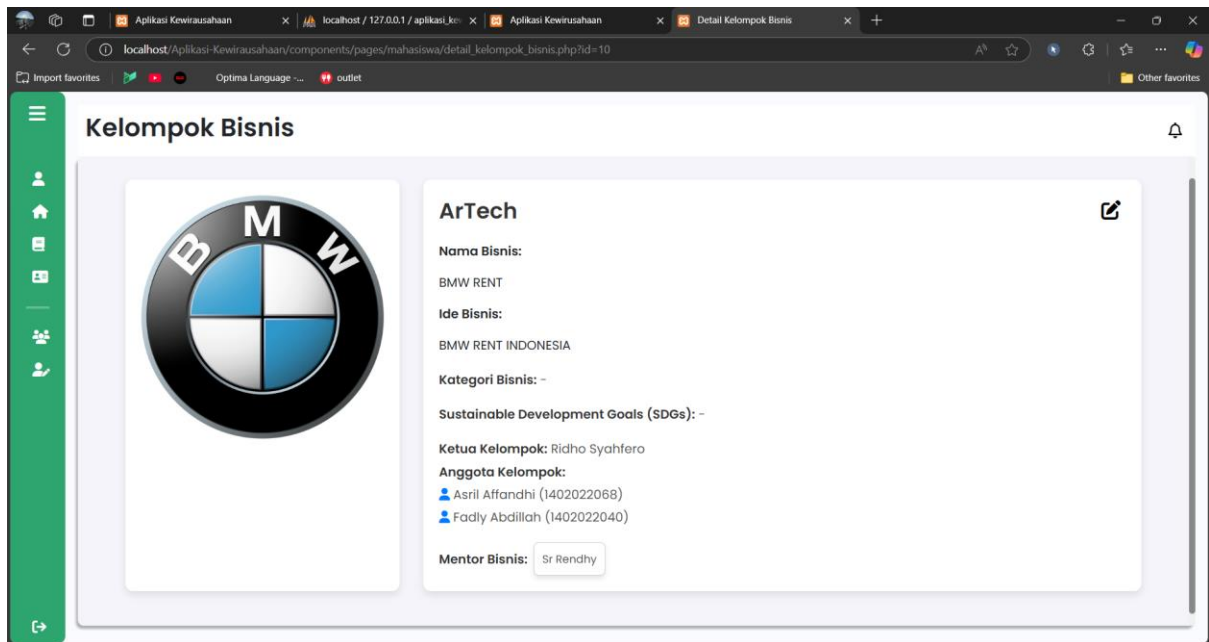 Aplikasi Kewirausahaan
localhost / 127.0.0.1 / aplikasi_ke
Aplikasi Kewirusahaan
Detail Kelompok Bisnis
localhost/Aplikasi-Kewirausahaan/components/pages/mahasiswa/detail_kelompok_bisnis.php?id=10
Import favorites
Optima Language -...
outlet
Other favorites
Kelompok Bisnis
BMW
ArTech
Nama Bisnis:
BMW RENT
Ide Bisnis:
BMW RENT INDONESIA
Kategori Bisnis: -
Sustainable Development Goals (SDGs): -
Ketua Kelompok: Ridho Syahfero
Anggota Kelompok:
Asril Affandhi (1402022068)
Fadly Abdillah (1402022040)
Mentor Bisnis: Sr Rendhy